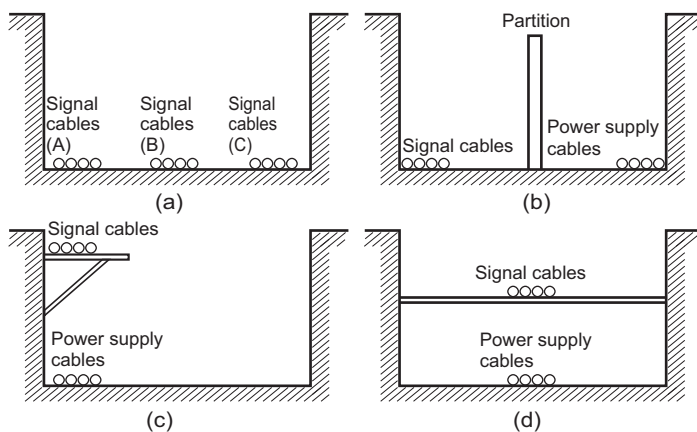 Signal
cables
(A)
Signal
cables
(B)
Signal
cables
(C)
(a)
Partition
Signal cables
Power supply
cables
(b)
Signal cables
Power supply
cables
(c)
Signal cables
Power supply
cables
(d)